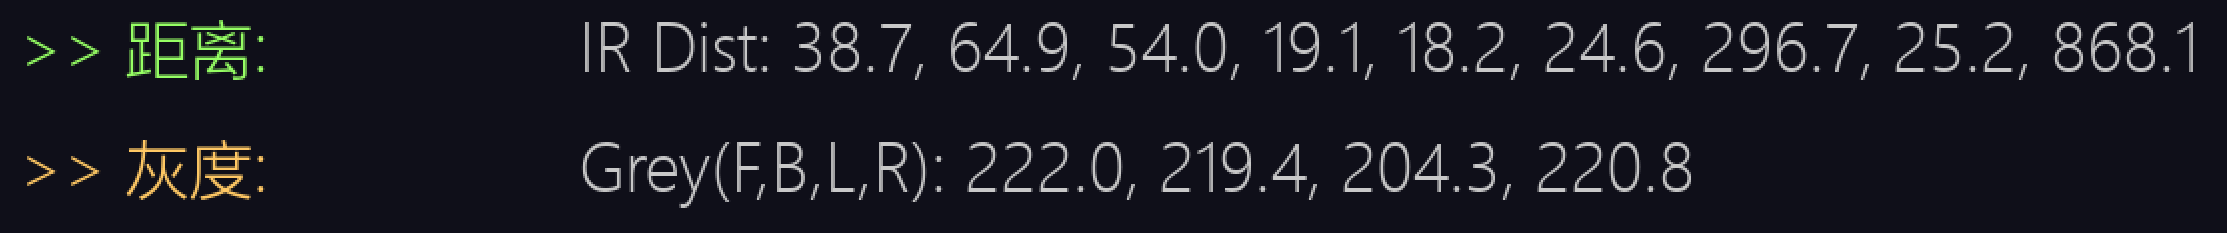 >> 距离: IR Dist: 38.7, 64.9, 54.0, 19.1, 18.2, 24.6, 296.7, 25.2, 868.1
>> 灰度: Grey(F,B,L,R): 222.0, 219.4, 204.3, 220.8